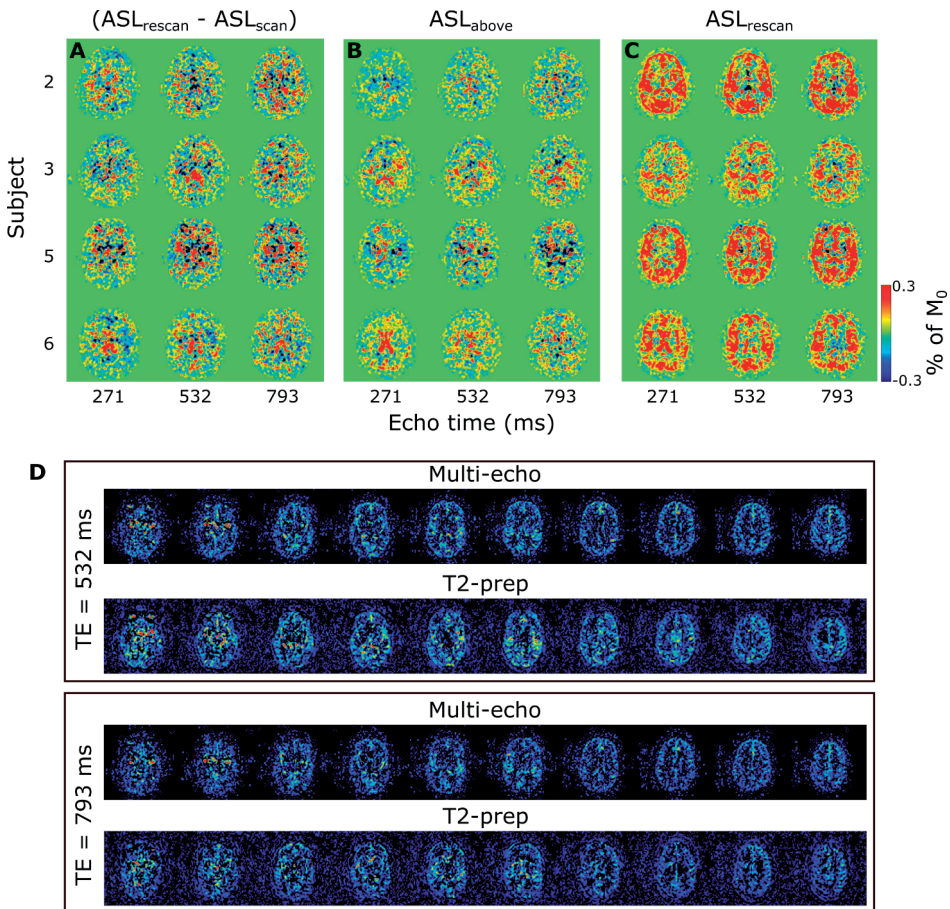 (ASLrescan - ASLscan) ASLabove ASLrescan
A B C
Subject
2
3
5
6
0.3
-0.3
% of M0
271 532 793 271 532 793 271 532 793
Echo time (ms)
D
TE = 532 ms
Multi-echo
T2-prep
TE = 793 ms
Multi-echo
T2-prep